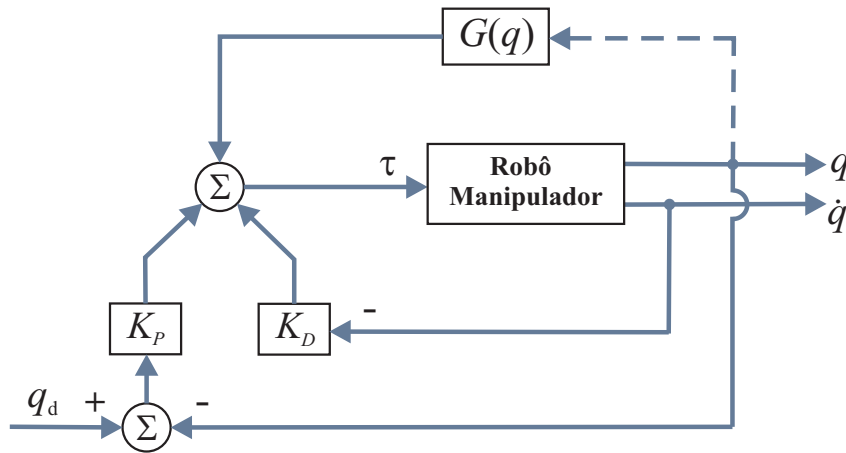 G(q)
Σ
τ
Robô
Manipulador
q
q̇
K_P
K_D
-
q_d
+
Σ
-